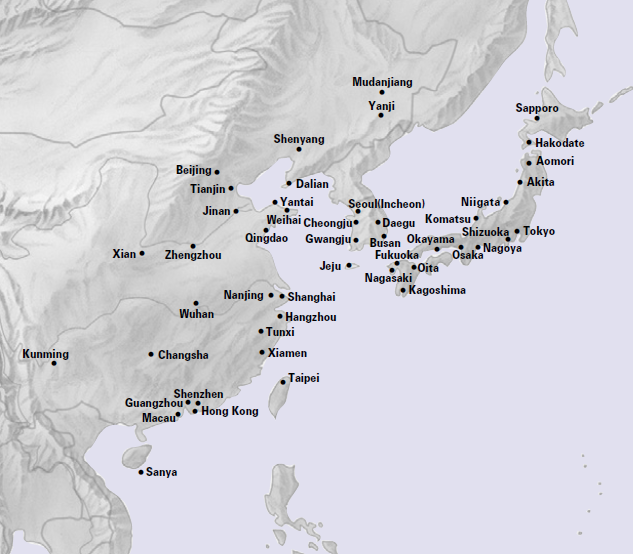 Mudanjiang
Yanji
Sapporo
Shenyang
Hakodate
Aomori
Beijing
Tianjin
Dalian
Akita
Yantai
Seoul(Incheon)
Niigata
Jinan
Weihai
Cheongju
Daegu
Komatsu
Shizuoka
Tokyo
Qingdao
Gwangju
Busan
Okayama
Osaka
Nagoya
Xian
Zhengzhou
Fukuoka
Jeju
Oita
Nagasaki
Kagoshima
Nanjing
Shanghai
Wuhan
Hangzhou
Tunxi
Kunming
Changsha
Xiamen
Taipei
Shenzhen
Guangzhou
Hong Kong
Macau
Sanya